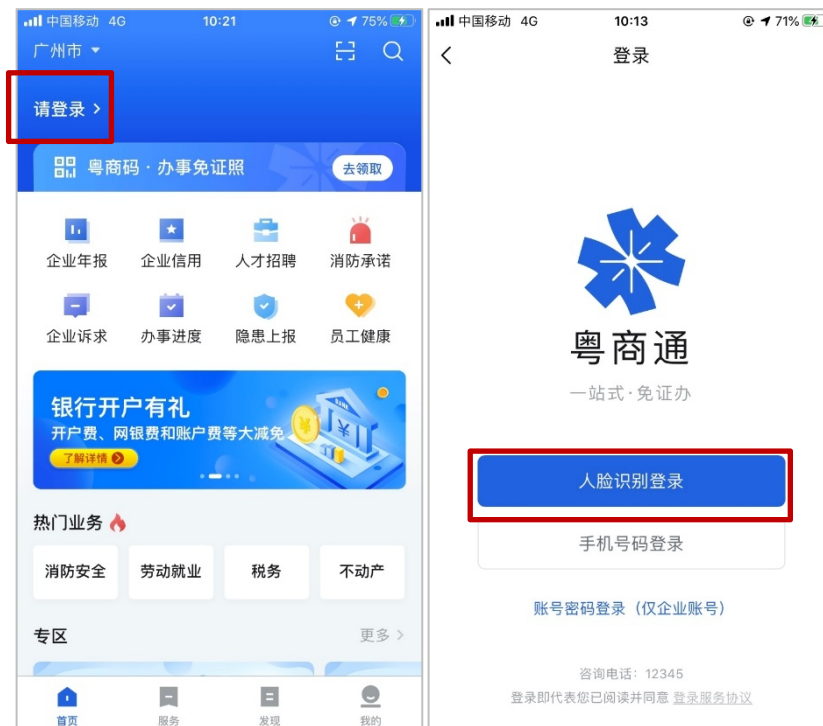 中国移动 4G 10:21 75%
广州市
请登录 >
粤商码 · 办事免证照 去领取
企业年报 企业信用 人才招聘 消防承诺
企业诉求 办事进度 隐患上报 员工健康
银行开户有礼
开户费、网银费和账户费等大减免
了解详情
热门业务
消防安全 劳动就业 税务 不动产
专区 更多 >
首页 服务 发现 我的
中国移动 4G 10:13 71%
登录
粤商通
一站式·免证办
人脸识别登录
手机号码登录
账号密码登录（仅企业账号）
咨询电话：12345
登录即代表您已阅读并同意 登录服务协议